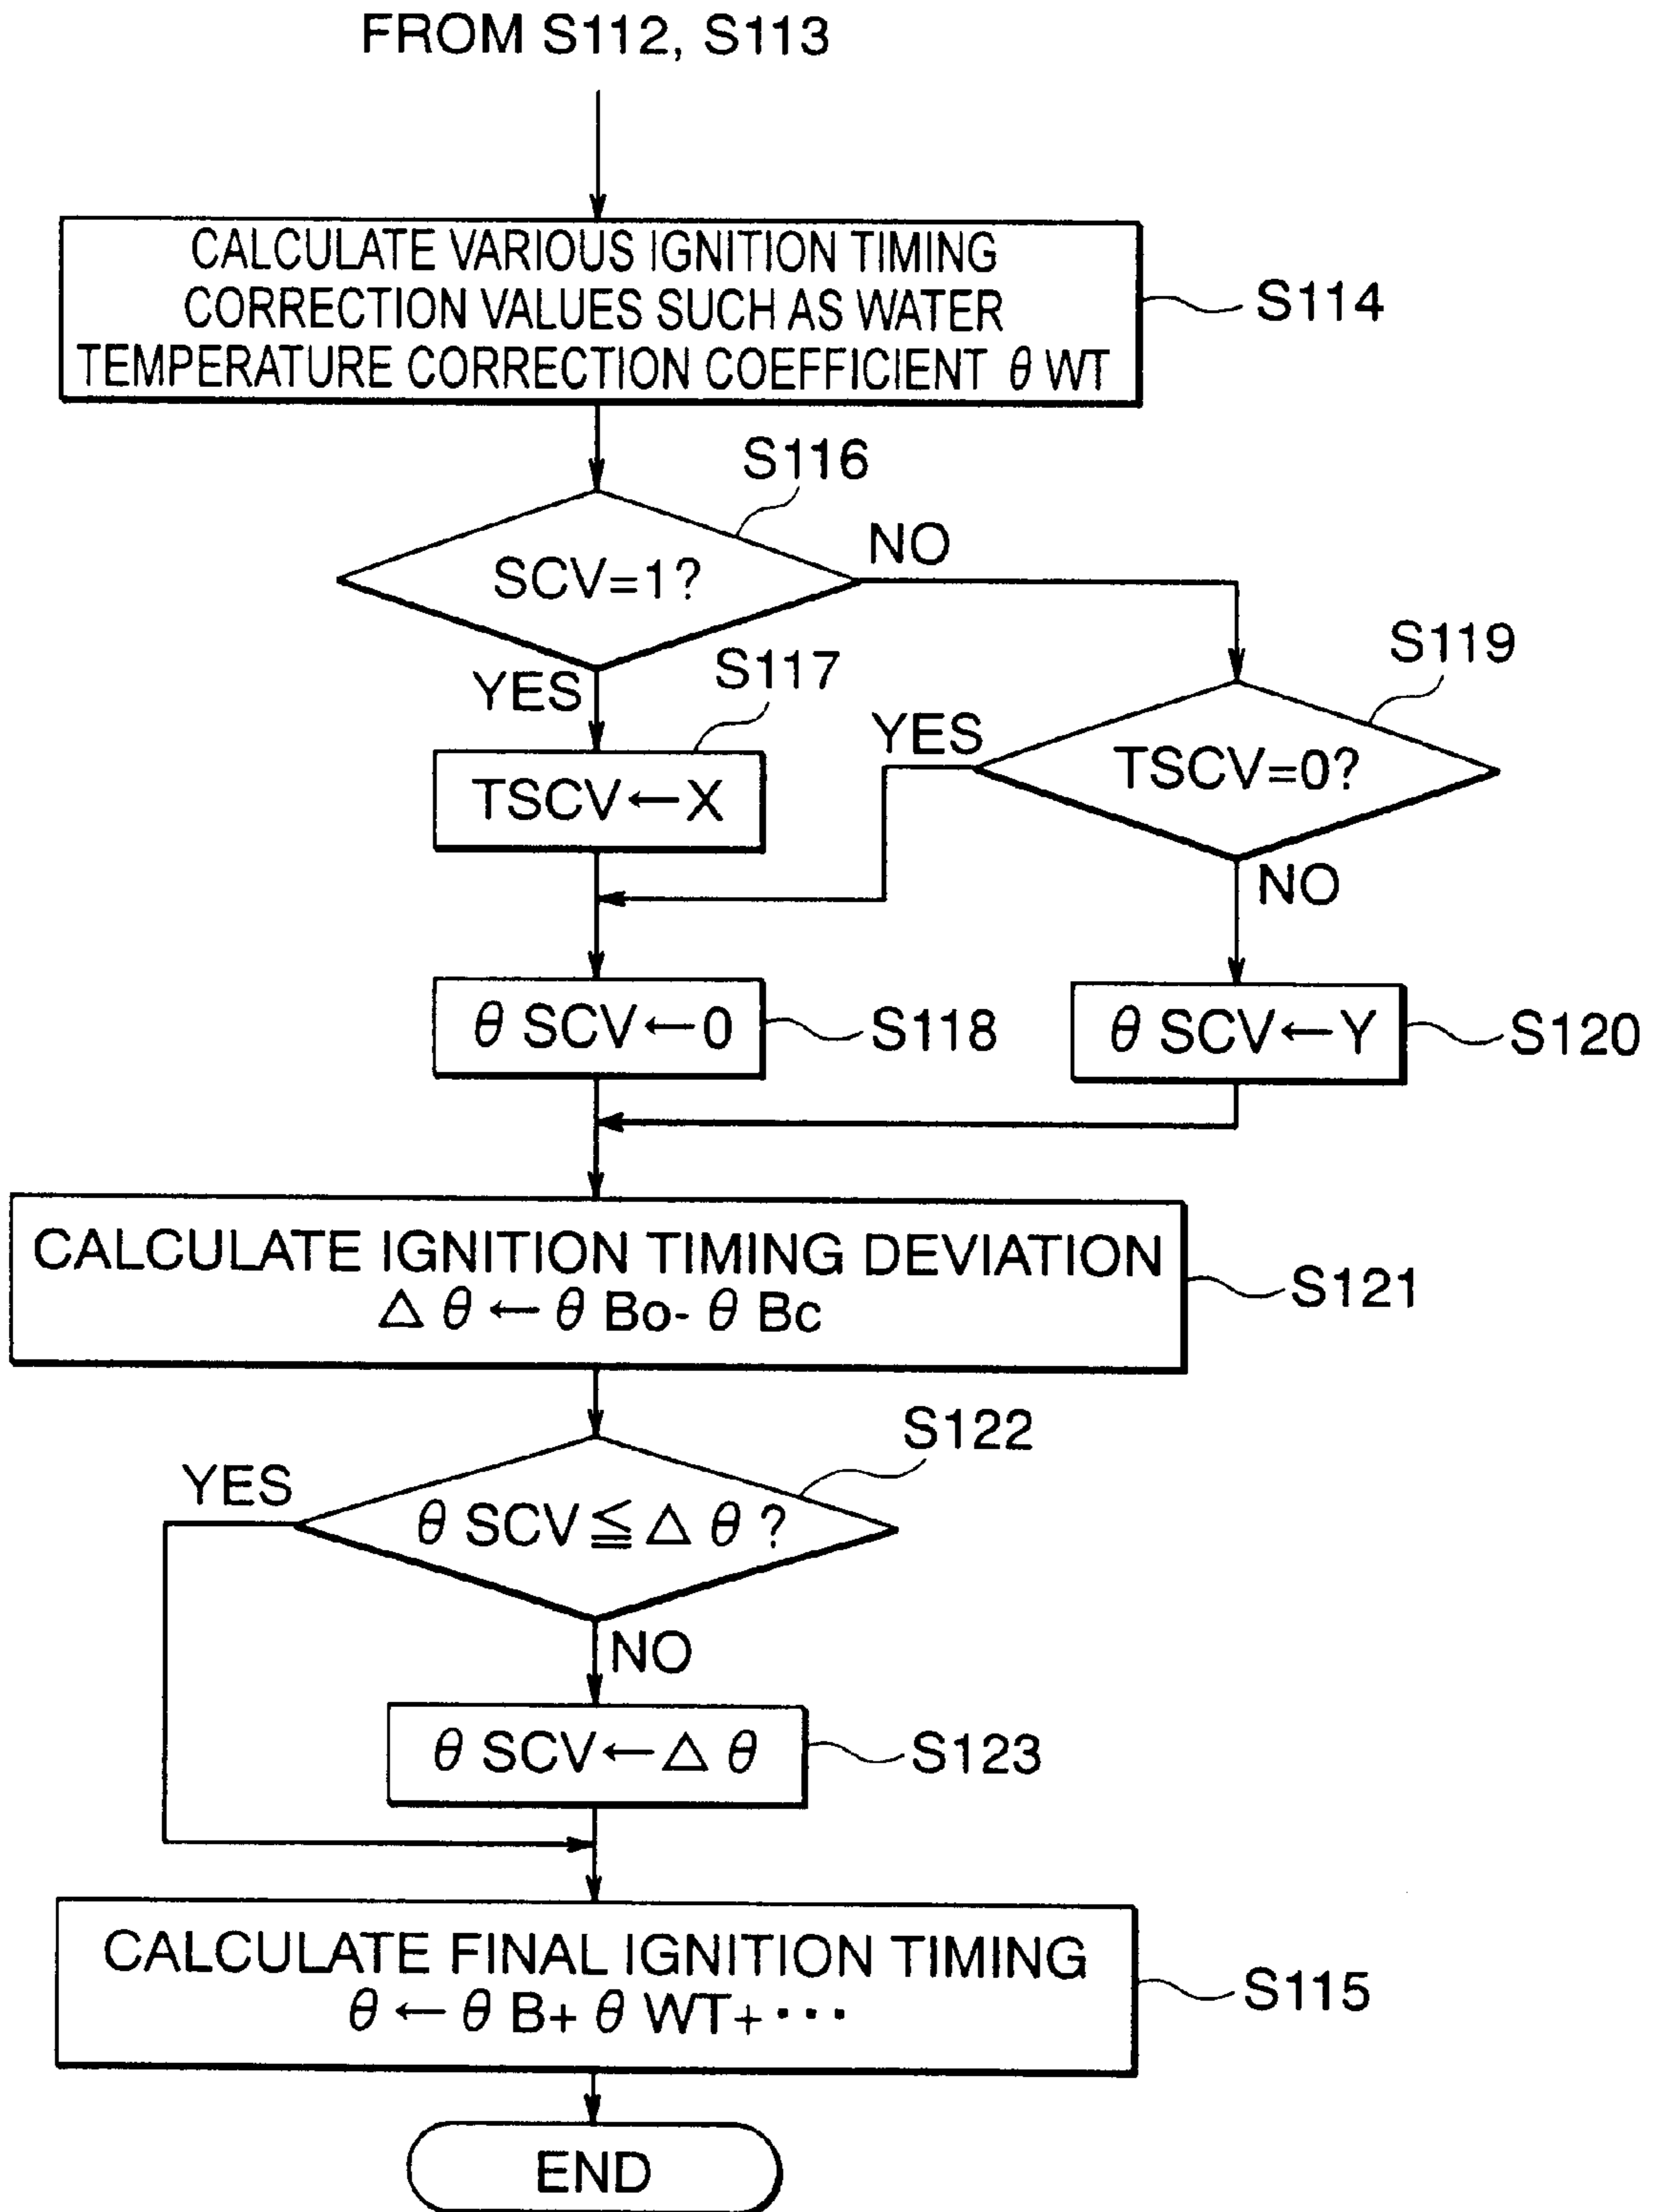 FROM S112, S113
CALCULATE VARIOUS IGNITION TIMING
CORRECTION VALUES SUCH AS WATER
TEMPERATURE CORRECTION COEFFICIENT θ WT
S114
S116
SCV=1?
NO
YES
S117
S119
TSCV←X
YES
TSCV=0?
NO
θ SCV←0
S118
θ SCV←Y
S120
CALCULATE IGNITION TIMING DEVIATION
△ θ ← θ Bo- θ Bc
S121
S122
YES
θ SCV≦△ θ ?
NO
θ SCV←△ θ
S123
CALCULATE FINAL IGNITION TIMING
θ ← θ B+ θ WT+･･･
S115
END